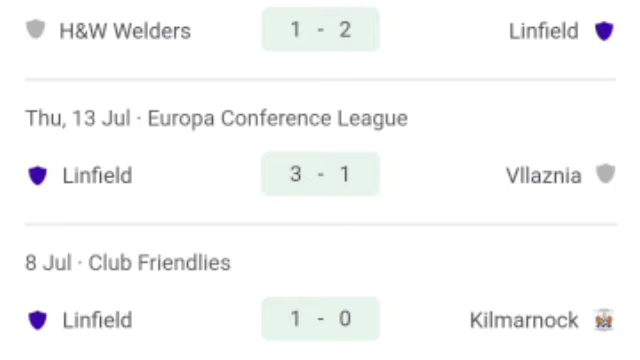 H&W Welders 1 - 2 Linfield
Thu, 13 Jul · Europa Conference League
Linfield 3 - 1 Vllaznia
8 Jul · Club Friendlies
Linfield 1 - 0 Kilmarnock